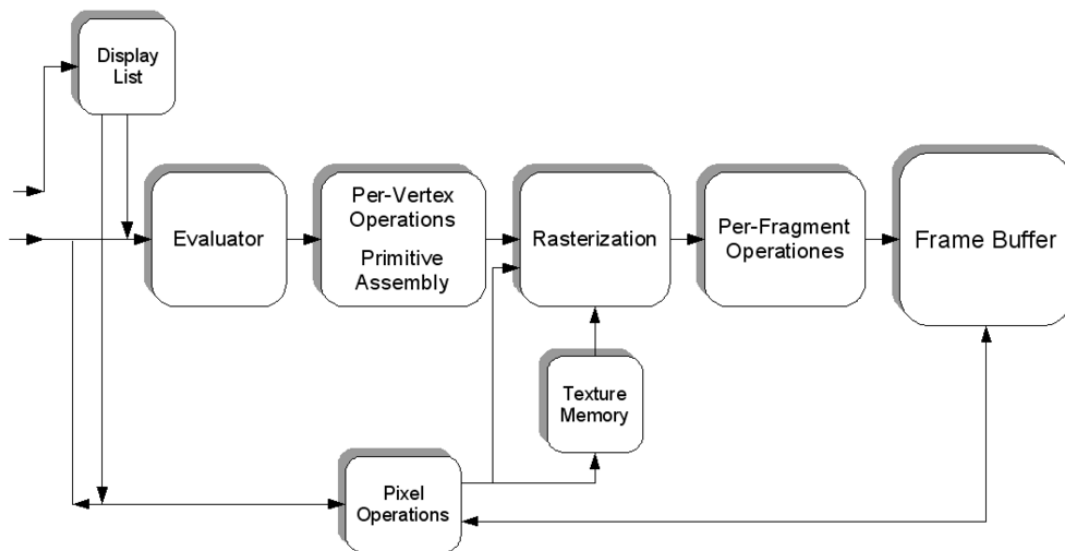 Display
List
Evaluator
Per-Vertex
Operations
Primitive
Assembly
Rasterization
Per-Fragment
Operationes
Frame Buffer
Texture
Memory
Pixel
Operations